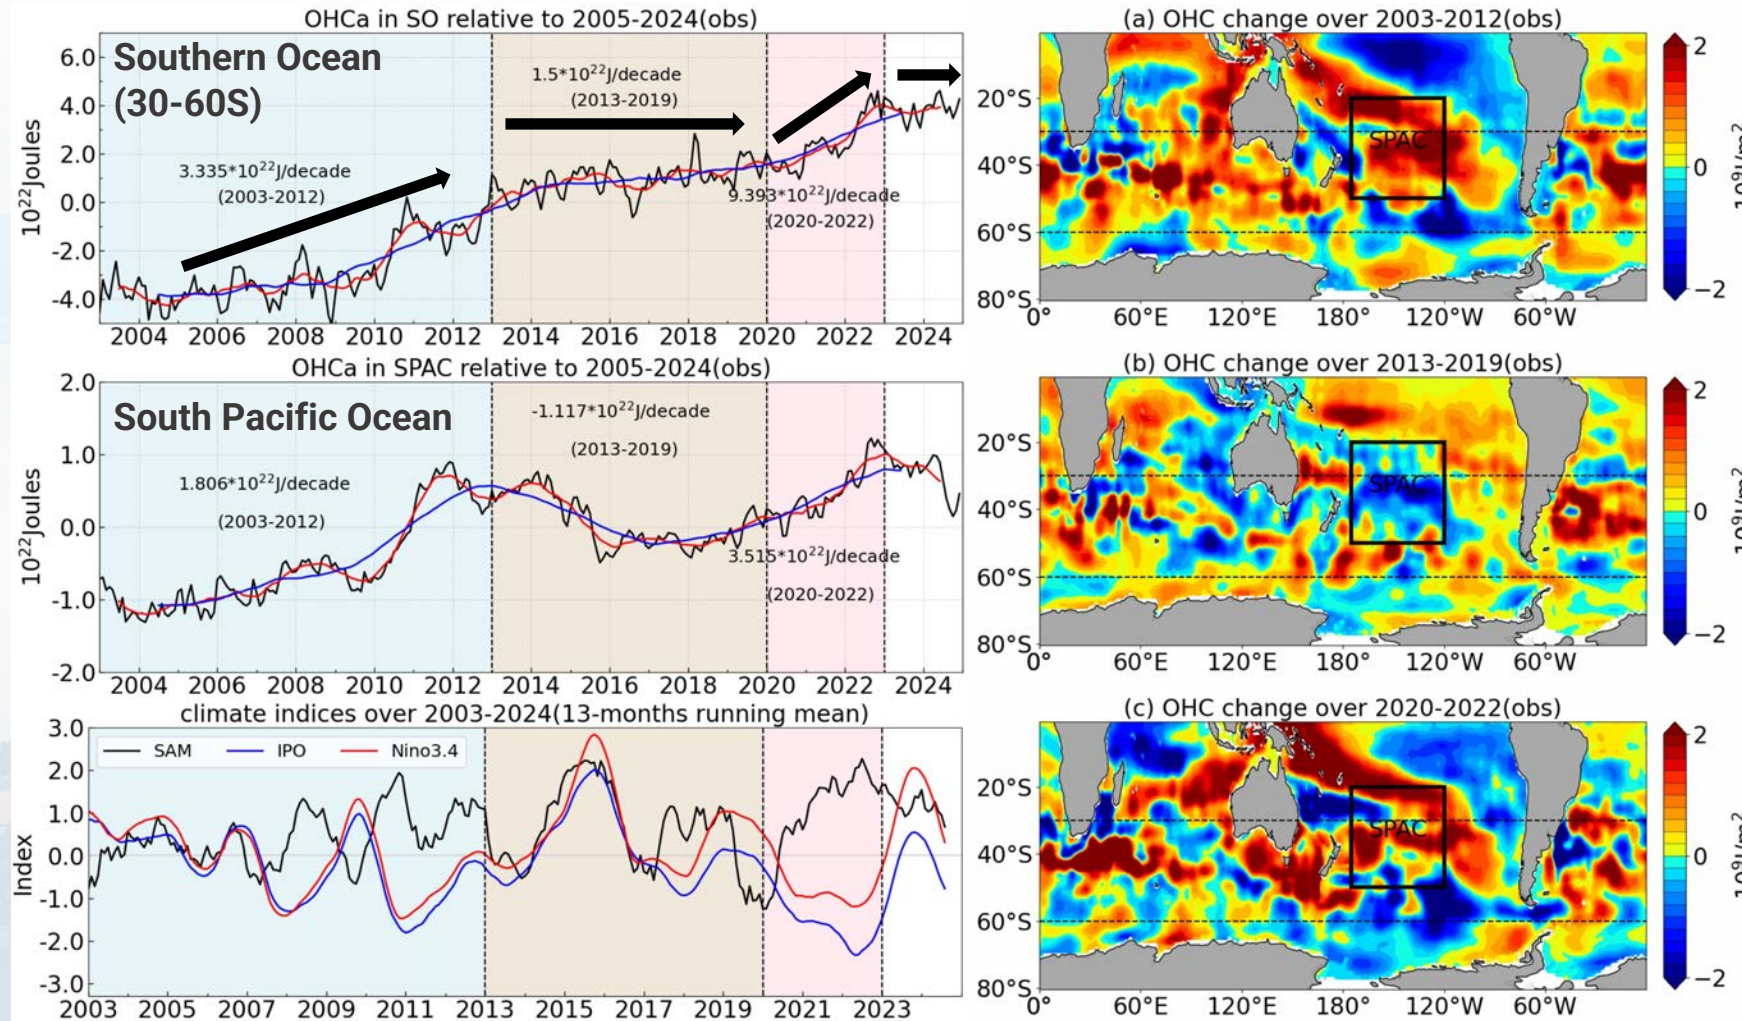 OHCa in SO relative to 2005-2024(obs)
Southern Ocean
(30-60S)
10²²Joules
6.0
4.0
2.0
0.0
-2.0
-4.0
3.335*10²²J/decade
(2003-2012)
1.5*10²²J/decade
(2013-2019)
9.393*10²²J/decade
(2020-2022)
2004 2006 2008 2010 2012 2014 2016 2018 2020 2022 2024
OHCa in SPAC relative to 2005-2024(obs)
South Pacific Ocean
10²²Joules
2.0
1.0
0.0
-1.0
-2.0
1.806*10²²J/decade
(2003-2012)
-1.117*10²²J/decade
(2013-2019)
3.515*10²²J/decade
(2020-2022)
2004 2006 2008 2010 2012 2014 2016 2018 2020 2022 2024
climate indices over 2003-2024(13-months running mean)
SAM IPO Nino3.4
Index
3.0
2.0
1.0
0.0
-1.0
-2.0
-3.0
2003 2005 2007 2009 2011 2013 2015 2017 2019 2021 2023
(a) OHC change over 2003-2012(obs)
20°S
40°S
60°S
80°S
SPAC
0° 60°E 120°E 180° 120°W 60°W
2
0
−2
10⁹J/m²
(b) OHC change over 2013-2019(obs)
20°S
40°S
60°S
80°S
SPAC
0° 60°E 120°E 180° 120°W 60°W
2
0
−2
10⁹J/m²
(c) OHC change over 2020-2022(obs)
20°S
40°S
60°S
80°S
SPAC
0° 60°E 120°E 180° 120°W 60°W
2
0
−2
10⁹J/m²